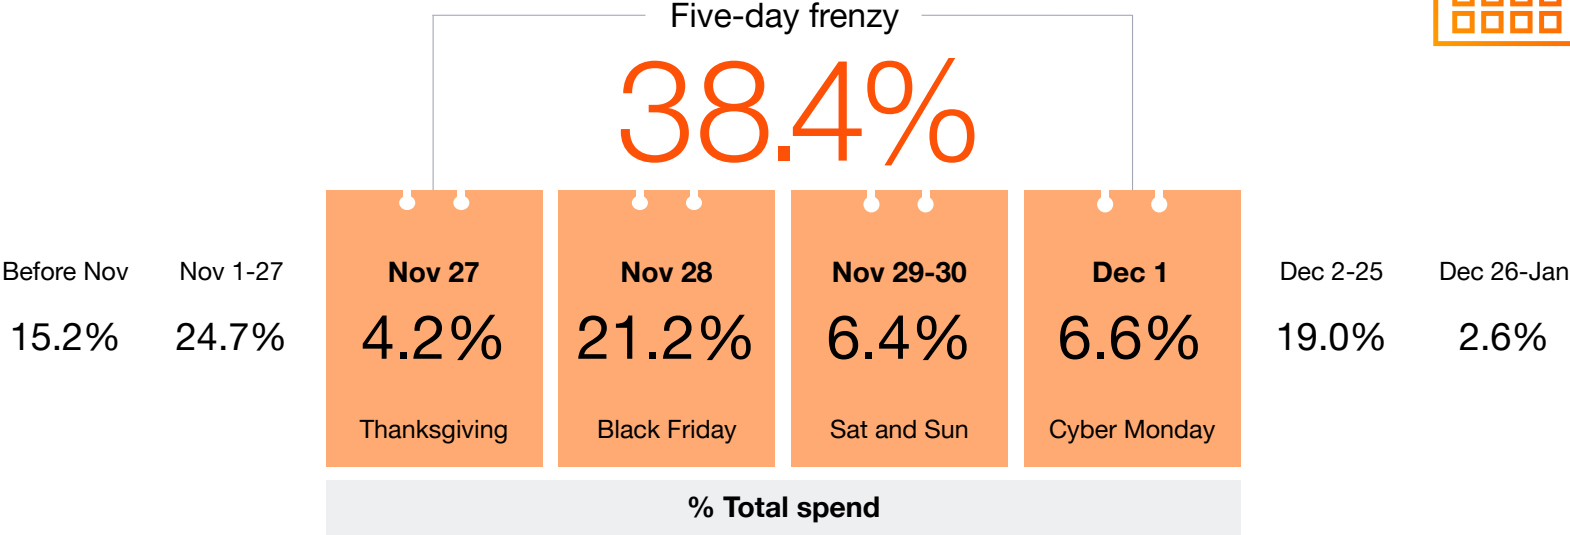 Five-day frenzy
38.4%
Before Nov
15.2%
Nov 1-27
24.7%
Nov 27
4.2%
Thanksgiving
Nov 28
21.2%
Black Friday
Nov 29-30
6.4%
Sat and Sun
Dec 1
6.6%
Cyber Monday
Dec 2-25
19.0%
Dec 26-Jan
2.6%
% Total spend